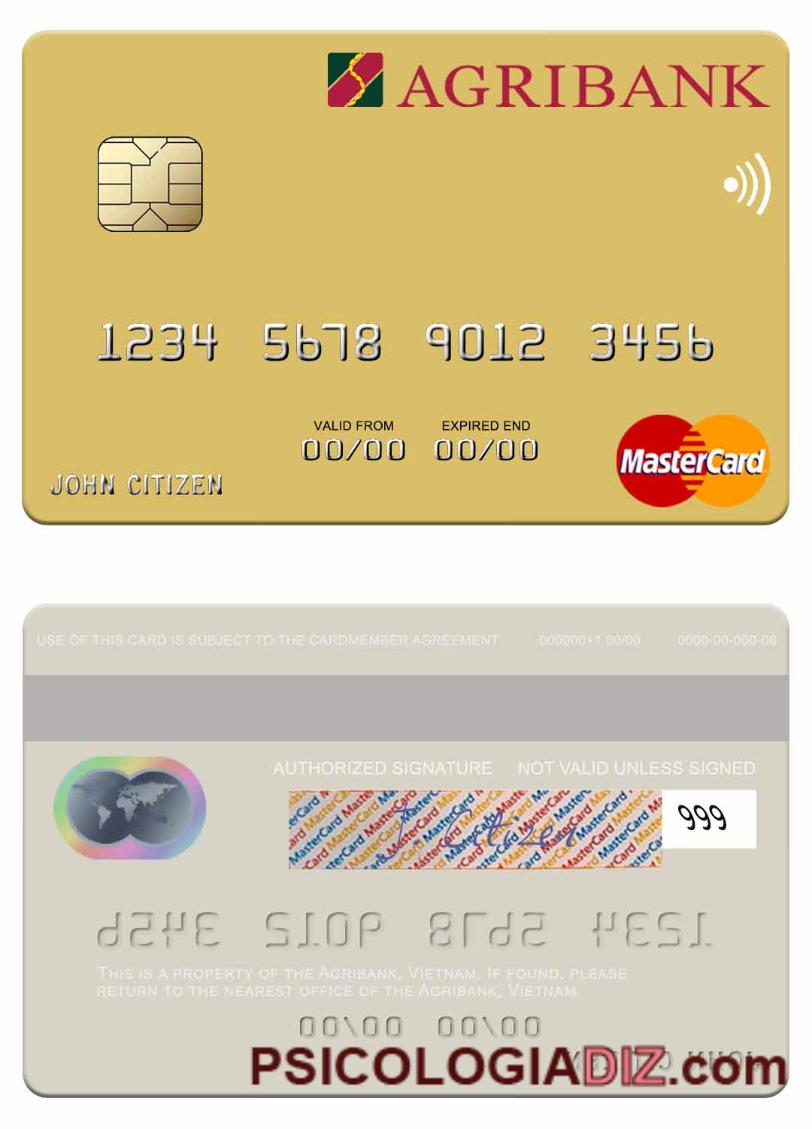 AGRIBANK
1234 5678 9012 3456
VALID FROM EXPIRED END
00/00 00/00
MasterCard
JOHN CITIZEN
USE OF THIS CARD IS SUBJECT TO THE CARDMEMBER AGREEMENT 000000+1.00/00 0000-00-000-00
AUTHORIZED SIGNATURE NOT VALID UNLESS SIGNED
MasterCard MasterCard MasterCard
J. Citizen
999
THIS IS A PROPERTY OF THE AGRIBANK, VIETNAM. IF FOUND, PLEASE
RETURN TO THE NEAREST OFFICE OF THE AGRIBANK, VIETNAM.
00\00 00\00
PSICOLOGIADIZ.com